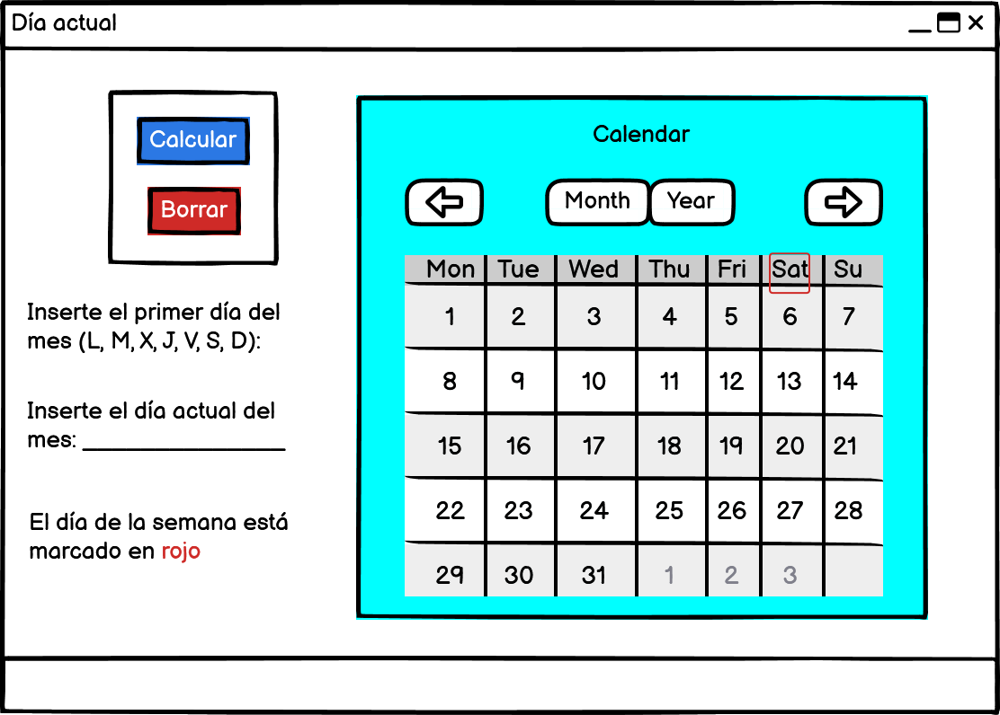 Día actual
Calcular
Borrar
Inserte el primer día del
mes (L, M, X, J, V, S, D):
Inserte el día actual del
mes: _________________
El día de la semana está
marcado en rojo
Calendar
Month Year
Mon Tue Wed Thu Fri Sat Su
1 2 3 4 5 6 7
8 9 10 11 12 13 14
15 16 17 18 19 20 21
22 23 24 25 26 27 28
29 30 31 1 2 3